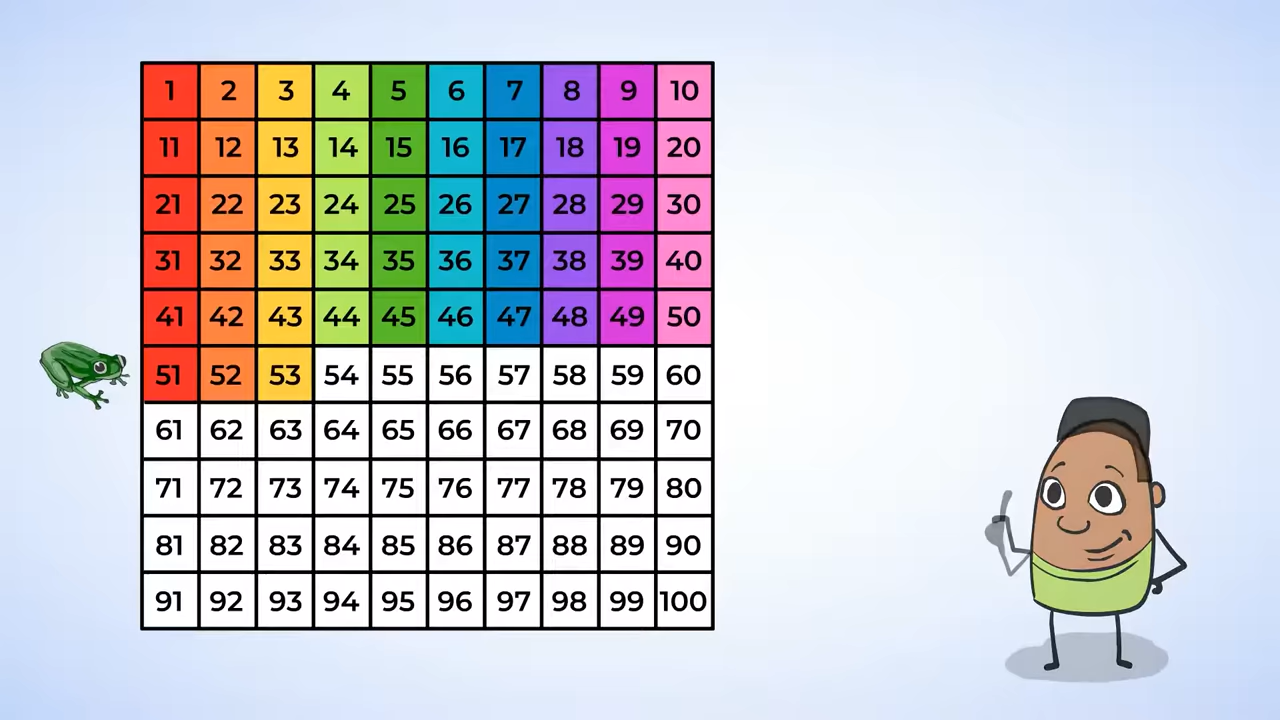 1 2 3 4 5 6 7 8 9 10
11 12 13 14 15 16 17 18 19 20
21 22 23 24 25 26 27 28 29 30
31 32 33 34 35 36 37 38 39 40
41 42 43 44 45 46 47 48 49 50
51 52 53 54 55 56 57 58 59 60
61 62 63 64 65 66 67 68 69 70
71 72 73 74 75 76 77 78 79 80
81 82 83 84 85 86 87 88 89 90
91 92 93 94 95 96 97 98 99 100